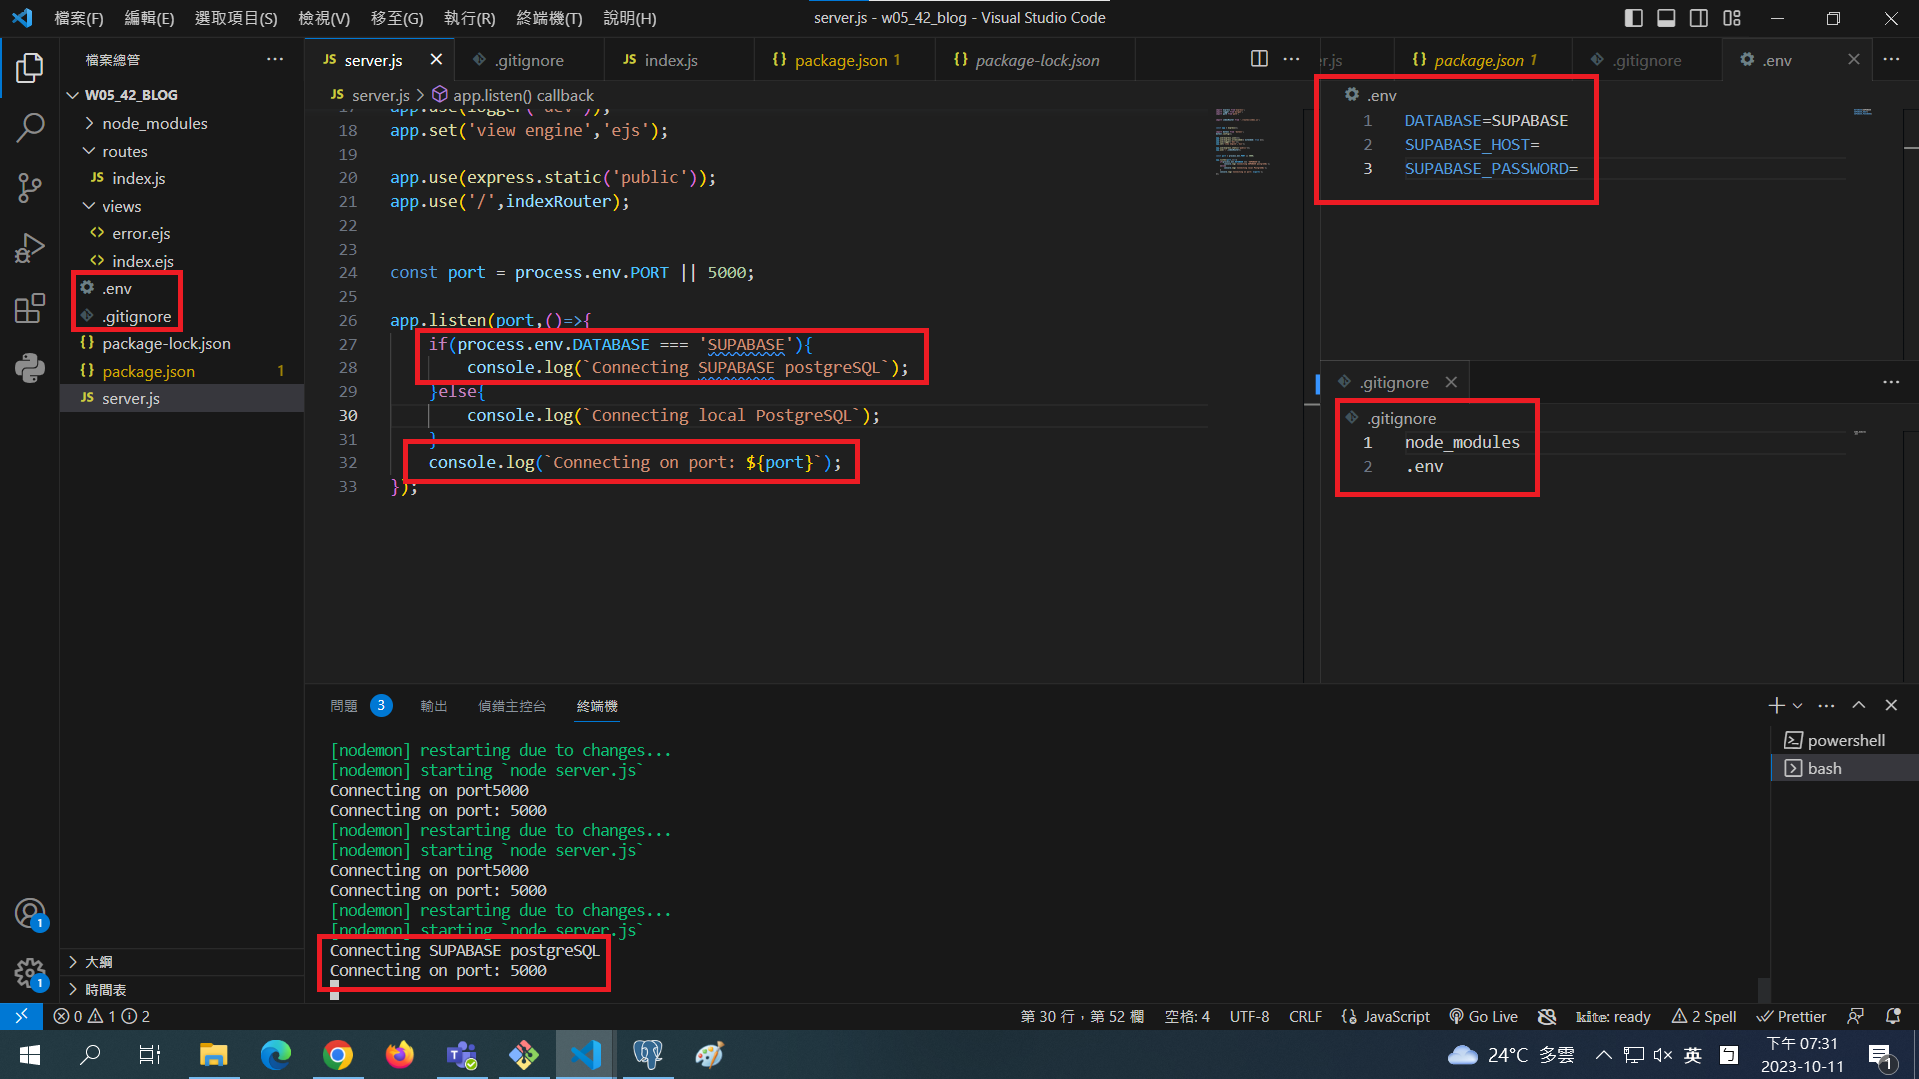 檔案(F) 編輯(E) 選取項目(S) 檢視(V) 移至(G) 執行(R) 終端機(T) 說明(H)
server.js - w05_42_blog - Visual Studio Code
檔案總管
W05_42_BLOG
node_modules
routes
JS index.js
views
<> error.ejs
<> index.ejs
.env
.gitignore
{} package-lock.json
{} package.json 1
JS server.js
大綱
時間表
JS server.js
.gitignore
JS index.js
{} package.json 1
{} package-lock.json
JS server.js > app.listen() callback
17 app.use(logger('dev'));
18 app.set('view engine','ejs');
19
20 app.use(express.static('public'));
21 app.use('/',indexRouter);
22
23
24 const port = process.env.PORT || 5000;
25
26 app.listen(port,()=>{
27 if(process.env.DATABASE === 'SUPABASE'){
28 console.log(`Connecting SUPABASE postgreSQL`);
29 }else{
30 console.log(`Connecting local PostgreSQL`);
31 }
32 console.log(`Connecting on port: ${port}`);
33 });
er.js
{} package.json 1
.gitignore
.env
.env
1 DATABASE=SUPABASE
2 SUPABASE_HOST=
3 SUPABASE_PASSWORD=
.gitignore
.gitignore
1 node_modules
2 .env
問題 3 輸出 偵錯主控台 終端機
[nodemon] restarting due to changes...
[nodemon] starting `node server.js`
Connecting on port5000
Connecting on port: 5000
[nodemon] restarting due to changes...
[nodemon] starting `node server.js`
Connecting on port5000
Connecting on port: 5000
[nodemon] restarting due to changes...
[nodemon] starting `node server.js`
Connecting SUPABASE postgreSQL
Connecting on port: 5000
powershell
bash
1
1
0 1 2
第 30 行，第 52 欄 空格: 4 UTF-8 CRLF {} JavaScript Go Live kite: ready 2 Spell Prettier
24°C 多雲 英 ㄅ
下午 07:31
2023-10-11
1